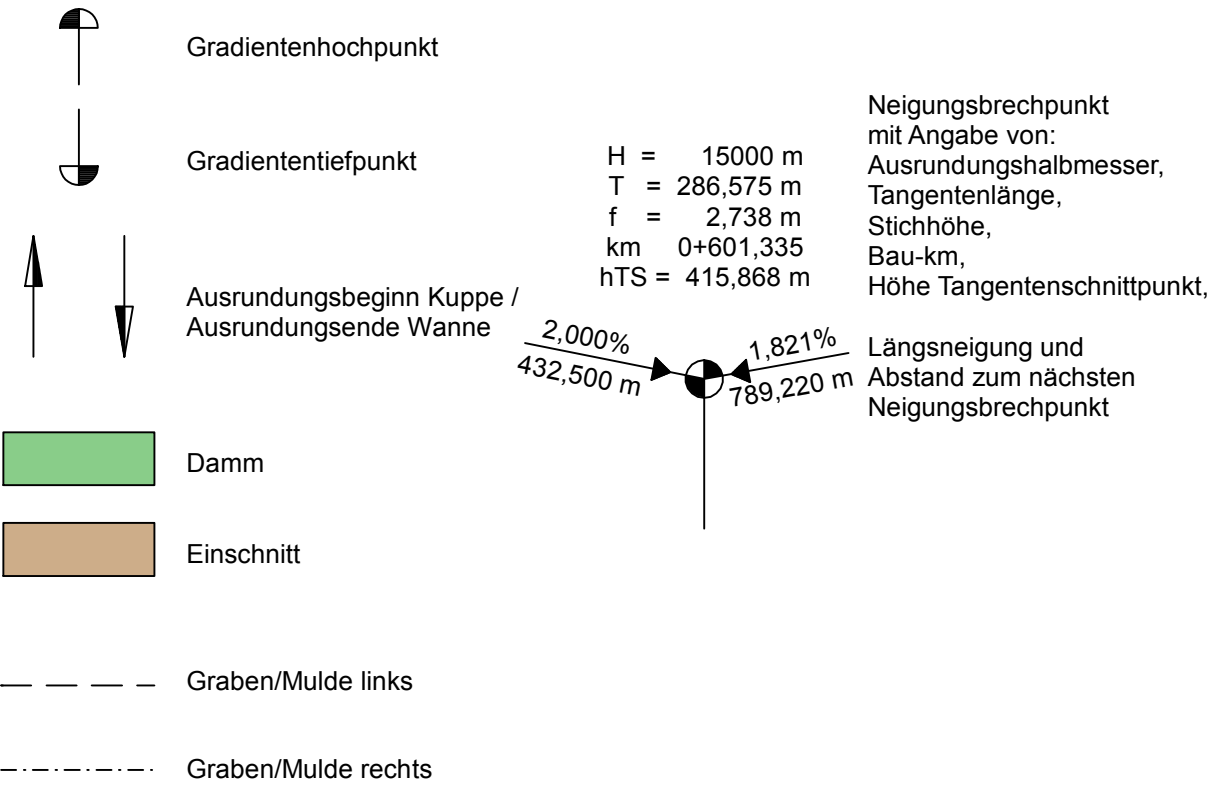 Gradientenhochpunkt
Gradiententiefpunkt
Ausrundungsbeginn Kuppe /
Ausrundungsende Wanne
Damm
Einschnitt
Graben/Mulde links
Graben/Mulde rechts
H = 15000 m
T = 286,575 m
f = 2,738 m
km 0+601,335
hTS = 415,868 m
2,000%
432,500 m
1,821%
789,220 m
Neigungsbrechpunkt
mit Angabe von:
Ausrundungshalbmesser,
Tangentenlänge,
Stichhöhe,
Bau-km,
Höhe Tangentenschnittpunkt,
Längsneigung und
Abstand zum nächsten
Neigungsbrechpunkt